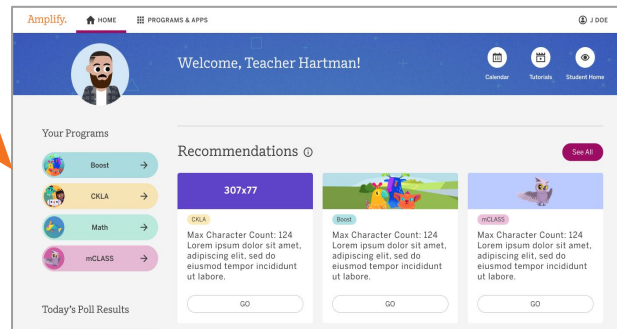 Amplify. HOME PROGRAMS & APPS J DOE
Welcome, Teacher Hartman!
Calendar Tutorials Student Home
Your Programs
Boost
CKLA
Math
mCLASS
Today's Poll Results
Recommendations
See All
307x77
CKLA
Max Character Count: 124
Lorem ipsum dolor sit amet,
adipiscing elit, sed do
eiusmod tempor incididunt
ut labore.
GO
Boost
Max Character Count: 124
Lorem ipsum dolor sit amet,
adipiscing elit, sed do
eiusmod tempor incididunt
ut labore.
GO
mCLASS
Max Character Count: 124
Lorem ipsum dolor sit amet,
adipiscing elit, sed do
eiusmod tempor incididunt
ut labore.
GO